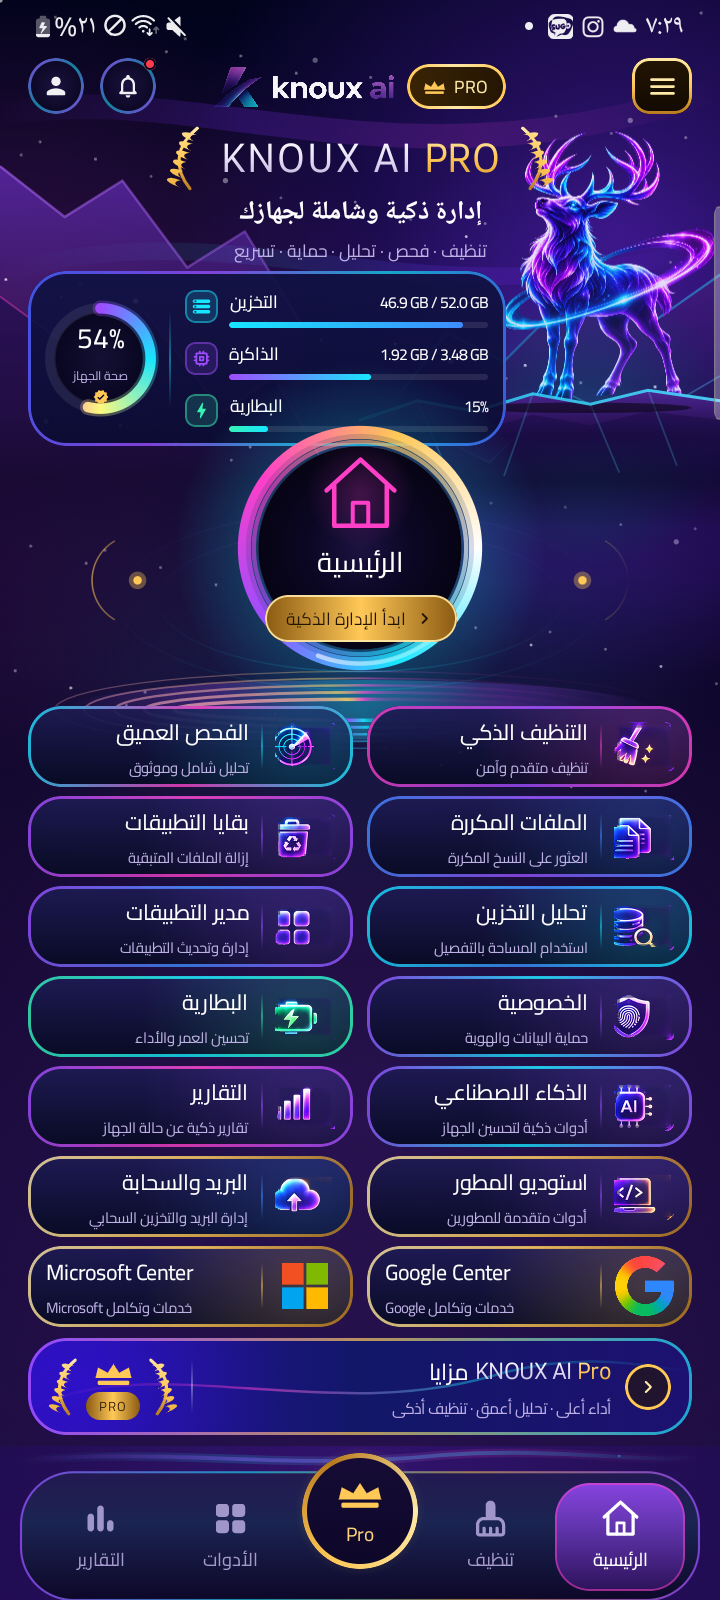 ٧:٢٩
%٢١
knoux ai
PRO
KNOUX AI PRO
إدارة ذكية وشاملة لجهازك
تنظيف · فحص · تحليل · حماية · تسريع
54%
صحة الجهاز
التخزين 46.9 GB / 52.0 GB
الذاكرة 1.92 GB / 3.48 GB
البطارية 15%
الرئيسية
ابدأ الإدارة الذكية
التنظيف الذكي
تنظيف متقدم وآمن
الفحص العميق
تحليل شامل وموثوق
الملفات المكررة
العثور على النسخ المكررة
بقايا التطبيقات
إزالة الملفات المتبقية
تحليل التخزين
استخدام المساحة بالتفصيل
مدير التطبيقات
إدارة وتحديث التطبيقات
الخصوصية
حماية البيانات والهوية
البطارية
تحسين العمر والأداء
الذكاء الاصطناعي
أدوات ذكية لتحسين الجهاز
AI
التقارير
تقارير ذكية عن حالة الجهاز
استوديو المطور
أدوات متقدمة للمطورين
البريد والسحابة
إدارة البريد والتخزين السحابي
Google Center
خدمات وتكامل Google
Microsoft Center
خدمات وتكامل Microsoft
مزايا KNOUX AI Pro
أداء أعلى · تحليل أعمق · تنظيف أذكى
PRO
الرئيسية
تنظيف
Pro
الأدوات
التقارير